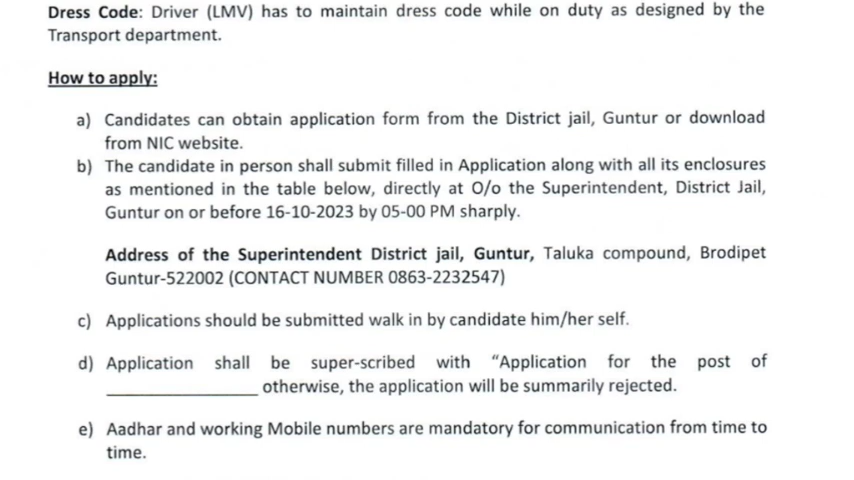 Dress Code: Driver (LMV) has to maintain dress code while on duty as designed by the
Transport department.
How to apply:
a) Candidates can obtain application form from the District jail, Guntur or download
from NIC website.
b) The candidate in person shall submit filled in Application along with all its enclosures
as mentioned in the table below, directly at O/o the Superintendent, District Jail,
Guntur on or before 16-10-2023 by 05-00 PM sharply.
Address of the Superintendent District jail, Guntur, Taluka compound, Brodipet
Guntur-522002 (CONTACT NUMBER 0863-2232547)
c) Applications should be submitted walk in by candidate him/her self.
d) Application shall be super-scribed with “Application for the post of
________________ otherwise, the application will be summarily rejected.
e) Aadhar and working Mobile numbers are mandatory for communication from time to
time.